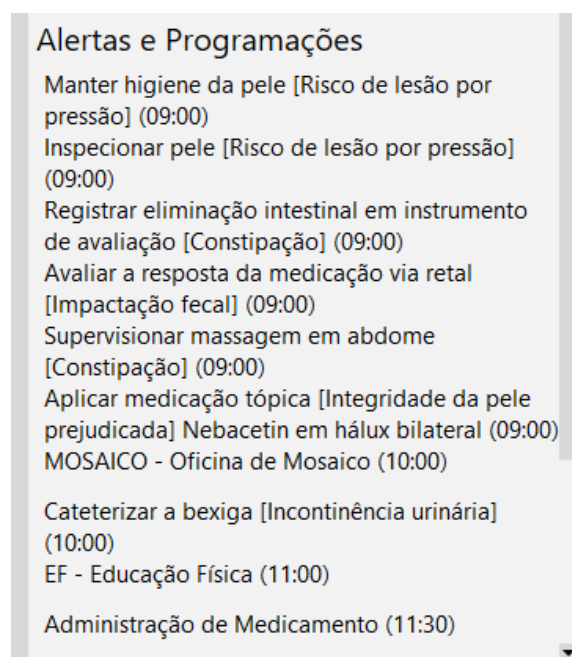 Alertas e Programações
Manter higiene da pele [Risco de lesão por
pressão] (09:00)
Inspecionar pele [Risco de lesão por pressão]
(09:00)
Registrar eliminação intestinal em instrumento
de avaliação [Constipação] (09:00)
Avaliar a resposta da medicação via retal
[Impactação fecal] (09:00)
Supervisionar massagem em abdome
[Constipação] (09:00)
Aplicar medicação tópica [Integridade da pele
prejudicada] Nebacetin em hálux bilateral (09:00)
MOSAICO - Oficina de Mosaico (10:00)
Cateterizar a bexiga [Incontinência urinária]
(10:00)
EF - Educação Física (11:00)
Administração de Medicamento (11:30)